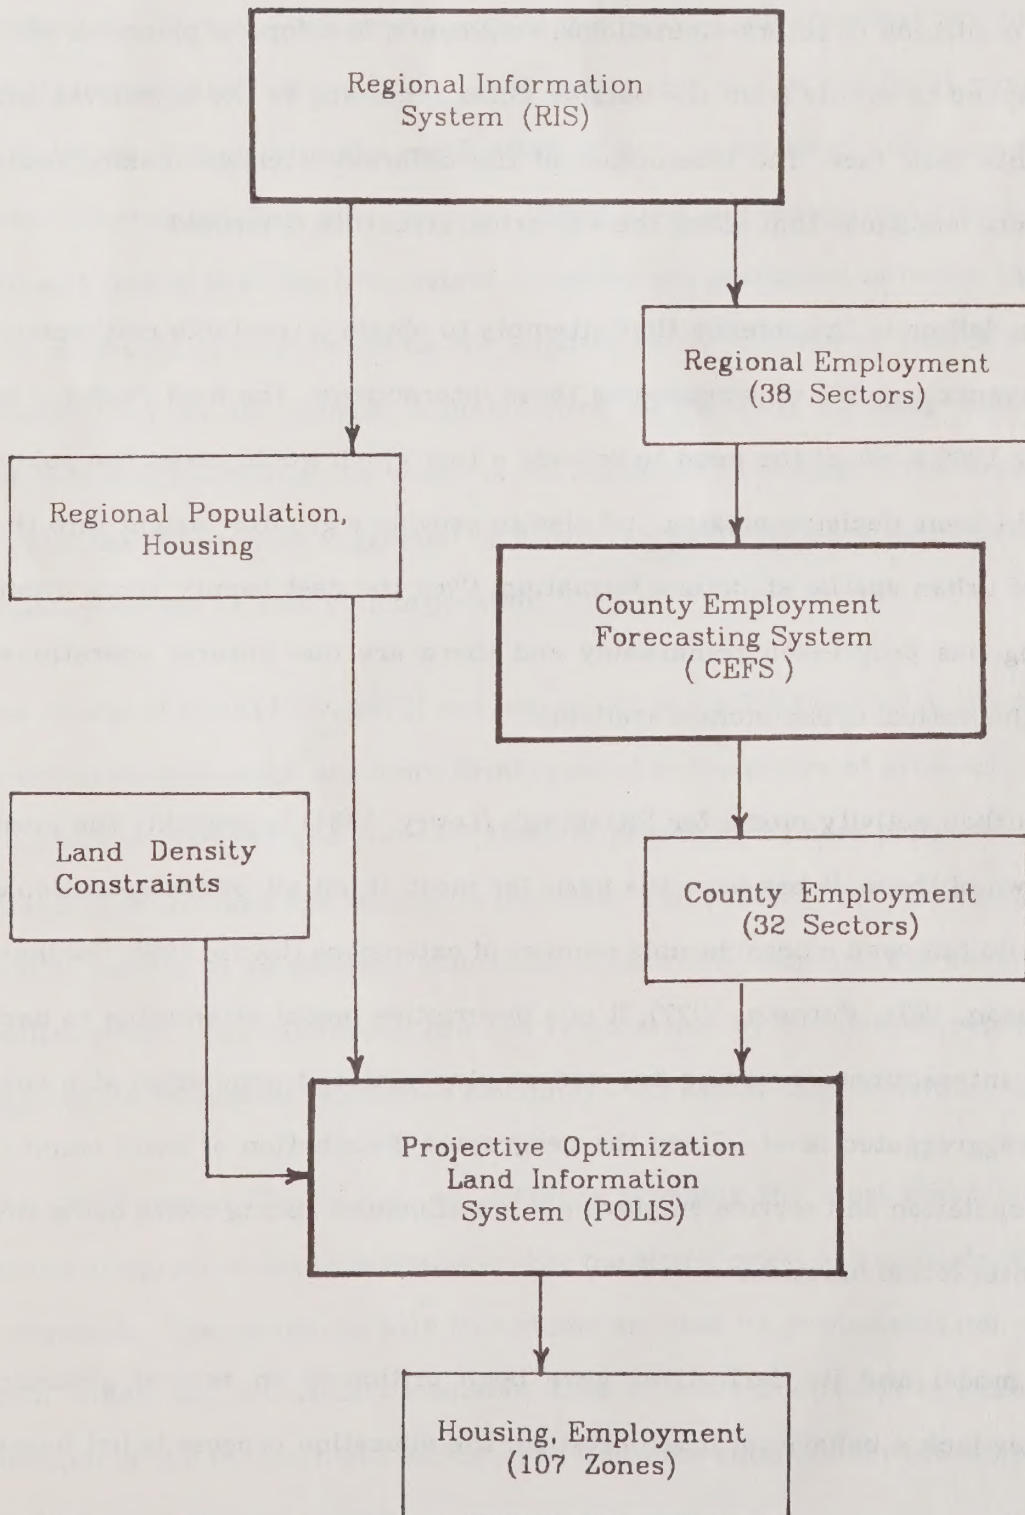 Regional Information
System (RIS)
Regional Employment
(38 Sectors)
Regional Population,
Housing
County Employment
Forecasting System
( CEFS )
Land Density
Constraints
County Employment
(32 Sectors)
Projective Optimization
Land Information
System (POLIS)
Housing, Employment
(107 Zones)